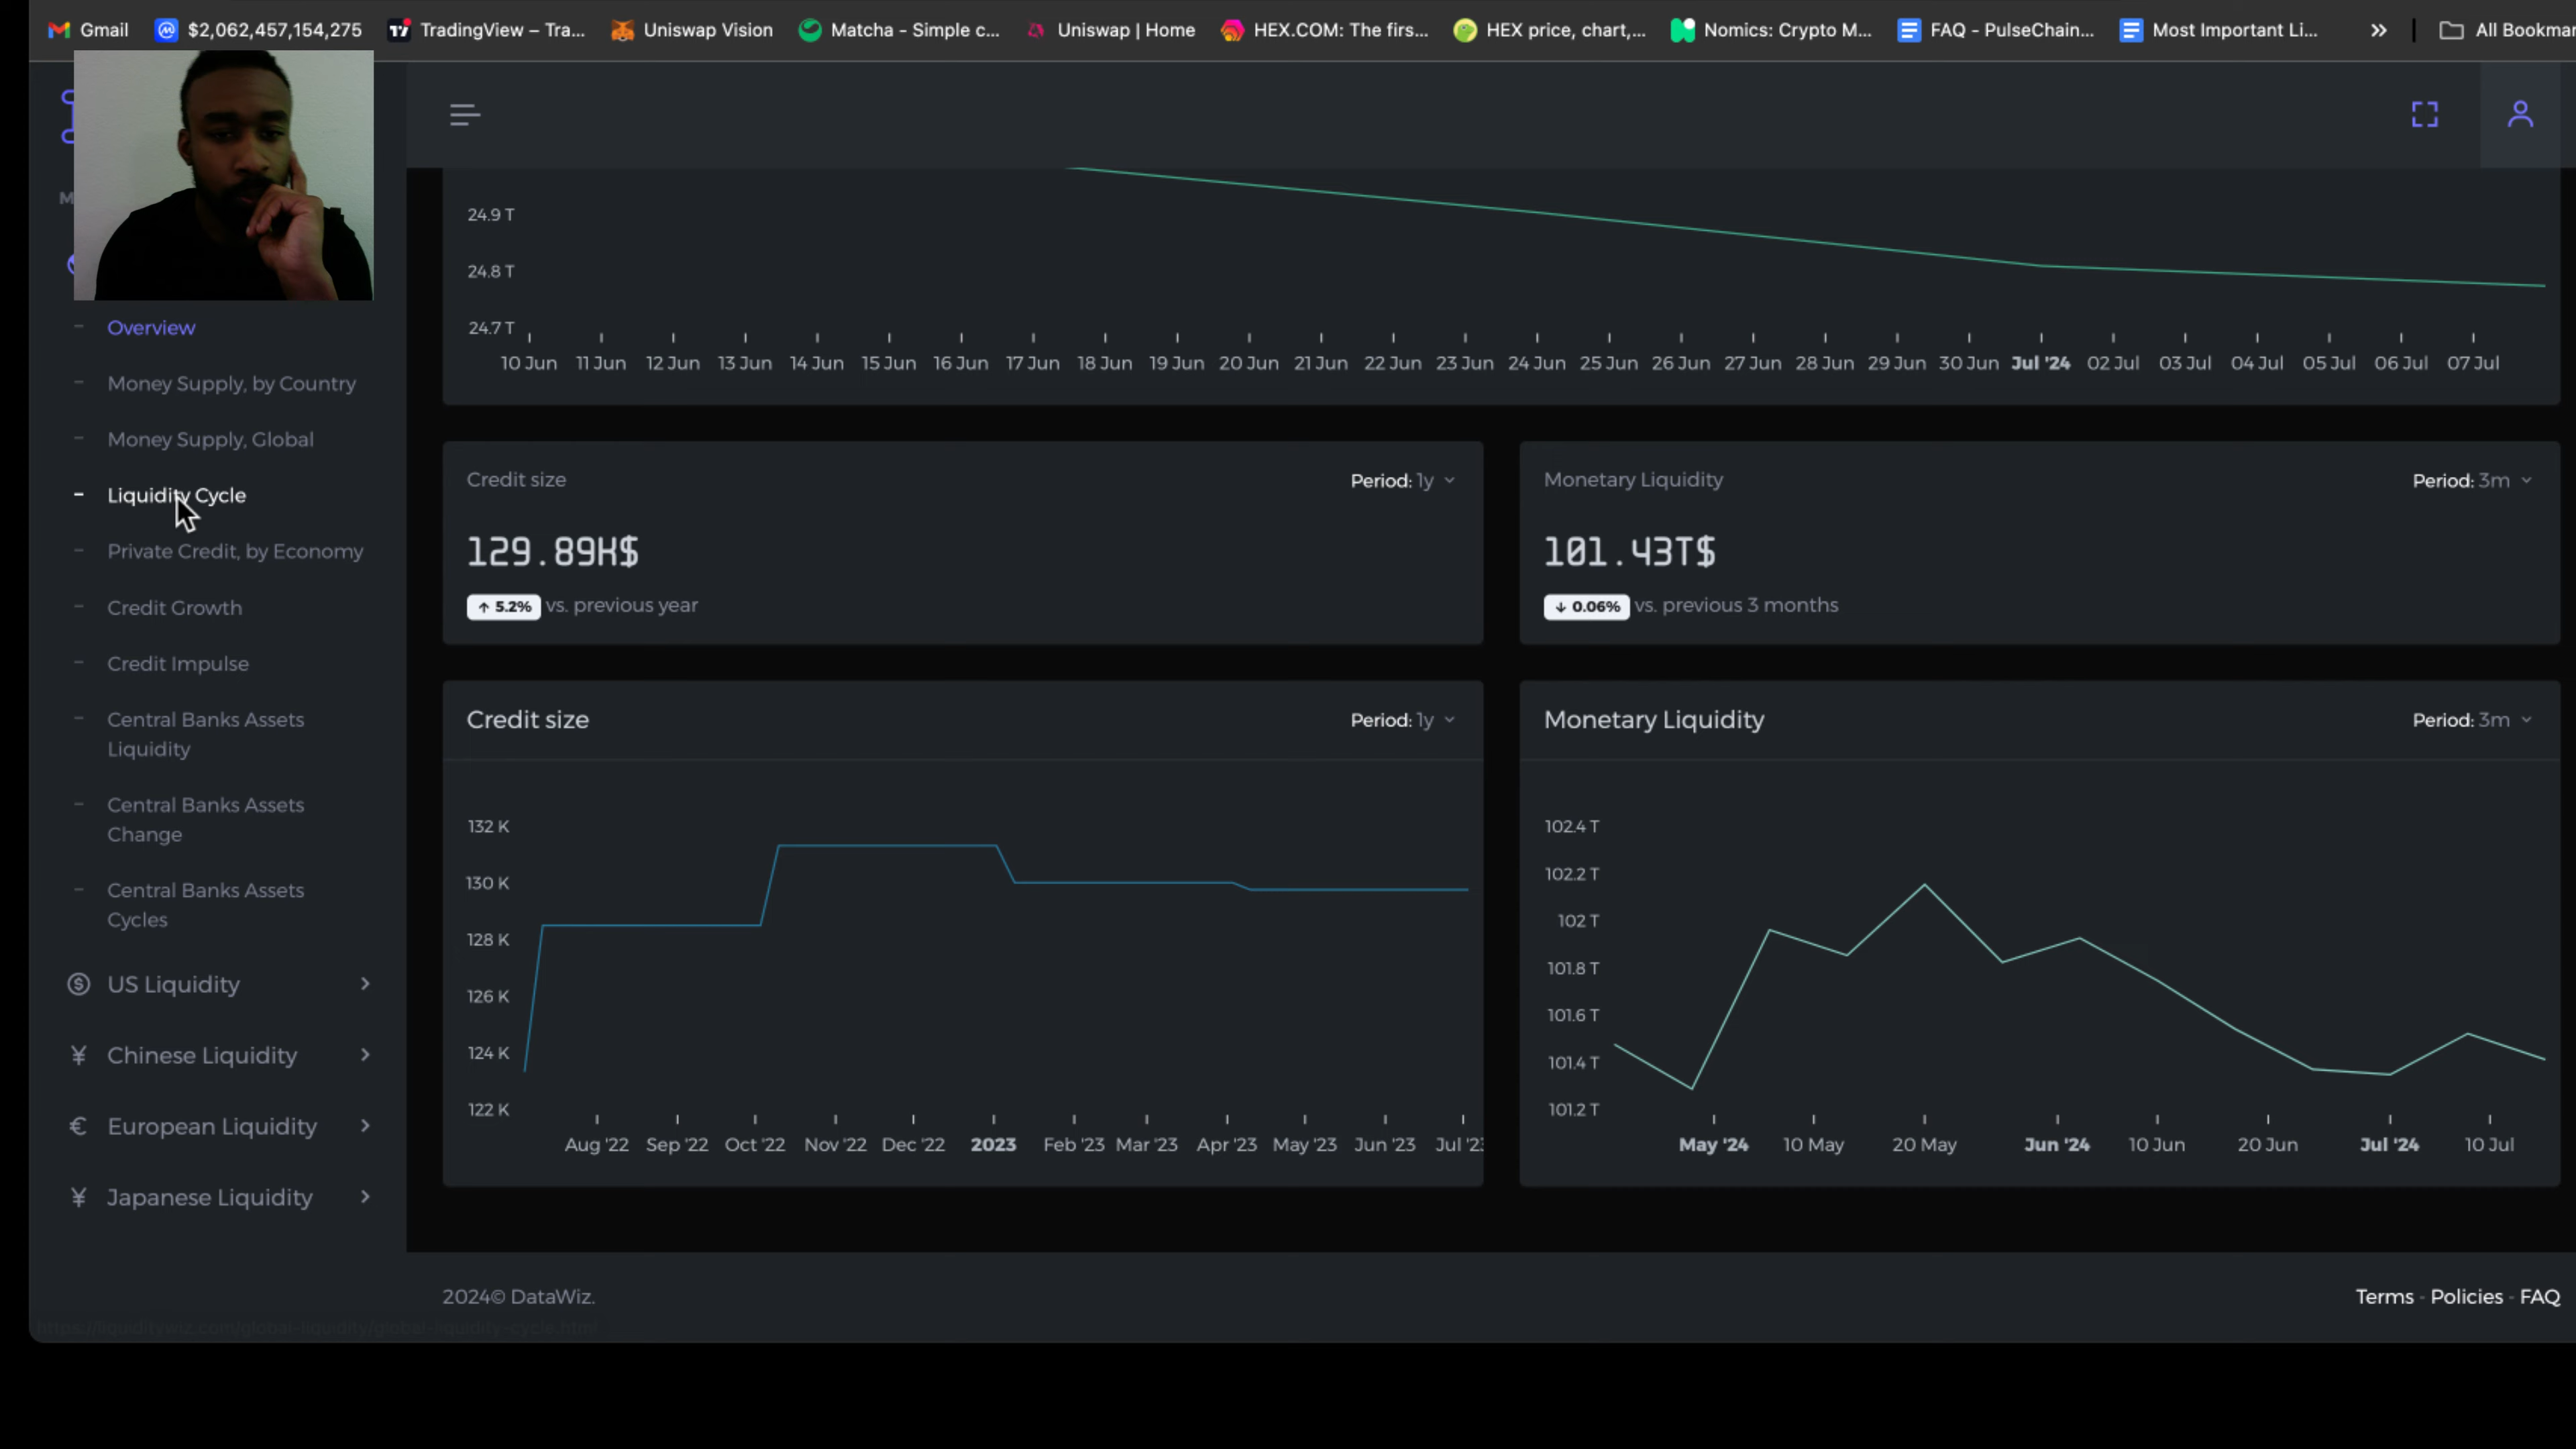 Gmail
$2,062,457,154,275
TradingView – Tra...
Uniswap Vision
Matcha - Simple c...
Uniswap | Home
HEX.COM: The firs...
HEX price, chart,...
Nomics: Crypto M...
FAQ - PulseChain...
Most Important Li...
All Bookmar
Overview
Money Supply, by Country
Money Supply, Global
Liquidity Cycle
Private Credit, by Economy
Credit Growth
Credit Impulse
Central Banks Assets
Liquidity
Central Banks Assets
Change
Central Banks Assets
Cycles
US Liquidity
Chinese Liquidity
European Liquidity
Japanese Liquidity
24.9 T
24.8 T
24.7 T
10 Jun 11 Jun 12 Jun 13 Jun 14 Jun 15 Jun 16 Jun 17 Jun 18 Jun 19 Jun 20 Jun 21 Jun 22 Jun 23 Jun 24 Jun 25 Jun 26 Jun 27 Jun 28 Jun 29 Jun 30 Jun Jul '24 02 Jul 03 Jul 04 Jul 05 Jul 06 Jul 07 Jul
Credit size Period: 1y
129.89K$
↑ 5.2% vs. previous year
Monetary Liquidity Period: 3m
101.43T$
↓ 0.06% vs. previous 3 months
Credit size Period: 1y
132 K
130 K
128 K
126 K
124 K
122 K
Aug '22 Sep '22 Oct '22 Nov '22 Dec '22 2023 Feb '23 Mar '23 Apr '23 May '23 Jun '23 Jul '23
Monetary Liquidity Period: 3m
102.4 T
102.2 T
102 T
101.8 T
101.6 T
101.4 T
101.2 T
May '24 10 May 20 May Jun '24 10 Jun 20 Jun Jul '24 10 Jul
2024© DataWiz.
Terms - Policies - FAQ
https://liquiditywiz.com/global-liquidity/global-liquidity-cycle.html